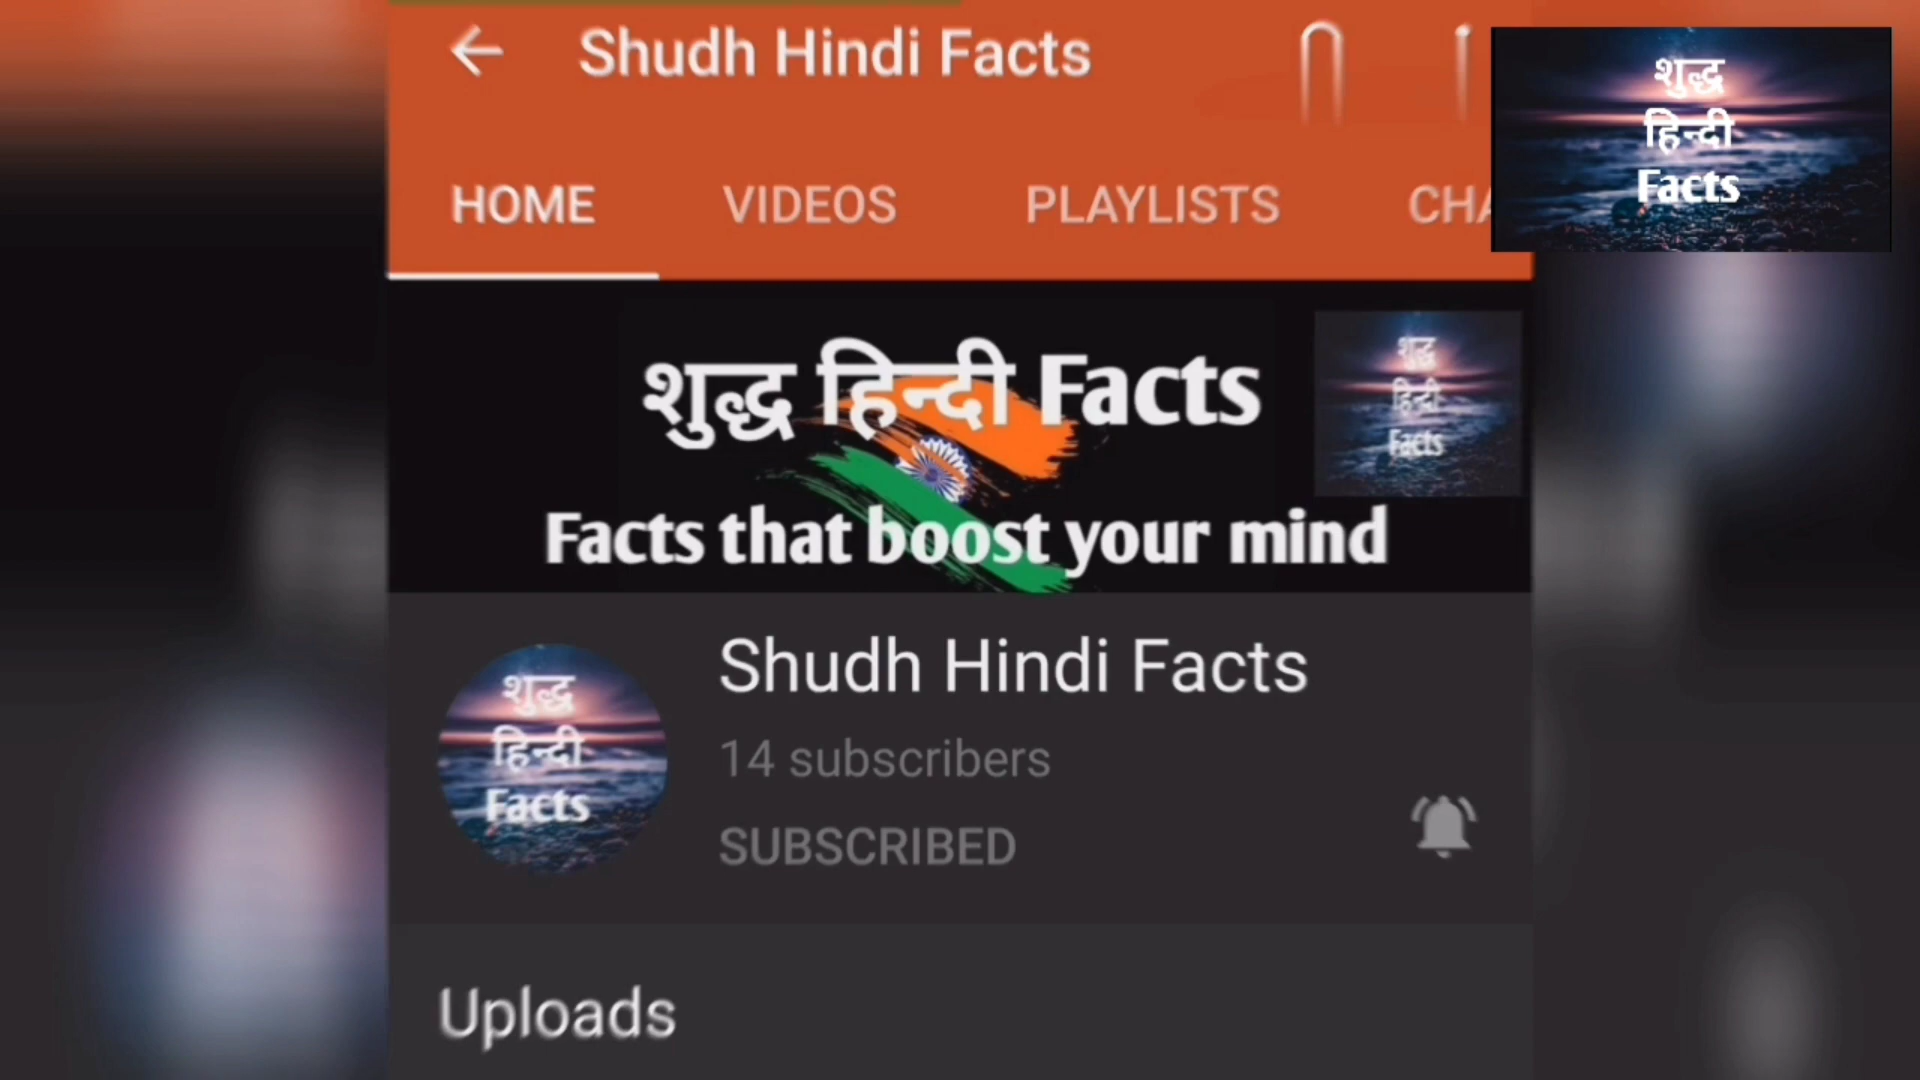 Shudh Hindi Facts
HOME VIDEOS PLAYLISTS CHA
शुद्ध
हिन्दी
Facts
शुद्ध हिन्दी Facts
Facts that boost your mind
शुद्ध
हिन्दी
Facts
शुद्ध
हिन्दी
Facts
Shudh Hindi Facts
14 subscribers
SUBSCRIBED
Uploads